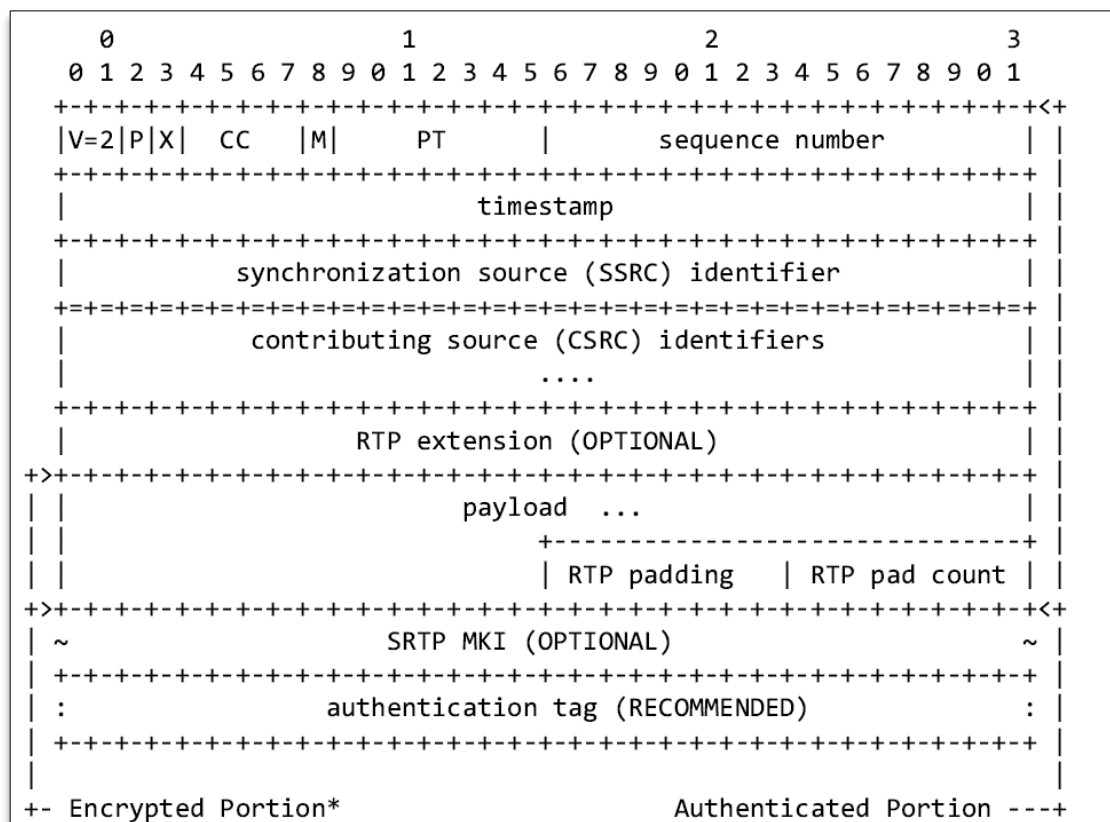 0                   1                   2                   3
0 1 2 3 4 5 6 7 8 9 0 1 2 3 4 5 6 7 8 9 0 1 2 3 4 5 6 7 8 9 0 1
+-+-+-+-+-+-+-+-+-+-+-+-+-+-+-+-+-+-+-+-+-+-+-+-+-+-+-+-+-+-+-+-+<+
|V=2|P|X|  CC   |M|     PT      |       sequence number         | |
+-+-+-+-+-+-+-+-+-+-+-+-+-+-+-+-+-+-+-+-+-+-+-+-+-+-+-+-+-+-+-+-+ |
|                           timestamp                           | |
+-+-+-+-+-+-+-+-+-+-+-+-+-+-+-+-+-+-+-+-+-+-+-+-+-+-+-+-+-+-+-+-+ |
|           synchronization source (SSRC) identifier            | |
+=+=+=+=+=+=+=+=+=+=+=+=+=+=+=+=+=+=+=+=+=+=+=+=+=+=+=+=+=+=+=+=+ |
|            contributing source (CSRC) identifiers             | |
|                               ....                            | |
+-+-+-+-+-+-+-+-+-+-+-+-+-+-+-+-+-+-+-+-+-+-+-+-+-+-+-+-+-+-+-+-+ |
|                   RTP extension (OPTIONAL)                    | |
+>+-+-+-+-+-+-+-+-+-+-+-+-+-+-+-+-+-+-+-+-+-+-+-+-+-+-+-+-+-+-+-+-+ |
| |                          payload  ...                         | |
| |                               +-------------------------------+ |
| |                               | RTP padding   | RTP pad count | |
+>+-+-+-+-+-+-+-+-+-+-+-+-+-+-+-+-+-+-+-+-+-+-+-+-+-+-+-+-+-+-+-+-+<+
| ~                     SRTP MKI (OPTIONAL)                       ~ |
| +-+-+-+-+-+-+-+-+-+-+-+-+-+-+-+-+-+-+-+-+-+-+-+-+-+-+-+-+-+-+-+-+ |
| :                 authentication tag (RECOMMENDED)              : |
| +-+-+-+-+-+-+-+-+-+-+-+-+-+-+-+-+-+-+-+-+-+-+-+-+-+-+-+-+-+-+-+-+ |
|                                                                   |
+- Encrypted Portion*                      Authenticated Portion ---+